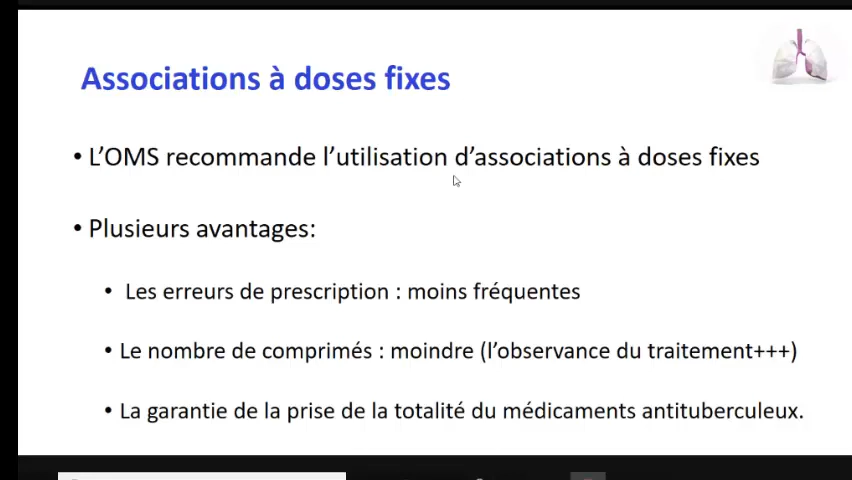 Associations à doses fixes
• L’OMS recommande l’utilisation d’associations à doses fixes
• Plusieurs avantages:
• Les erreurs de prescription : moins fréquentes
• Le nombre de comprimés : moindre (l’observance du traitement+++)
• La garantie de la prise de la totalité du médicaments antituberculeux.